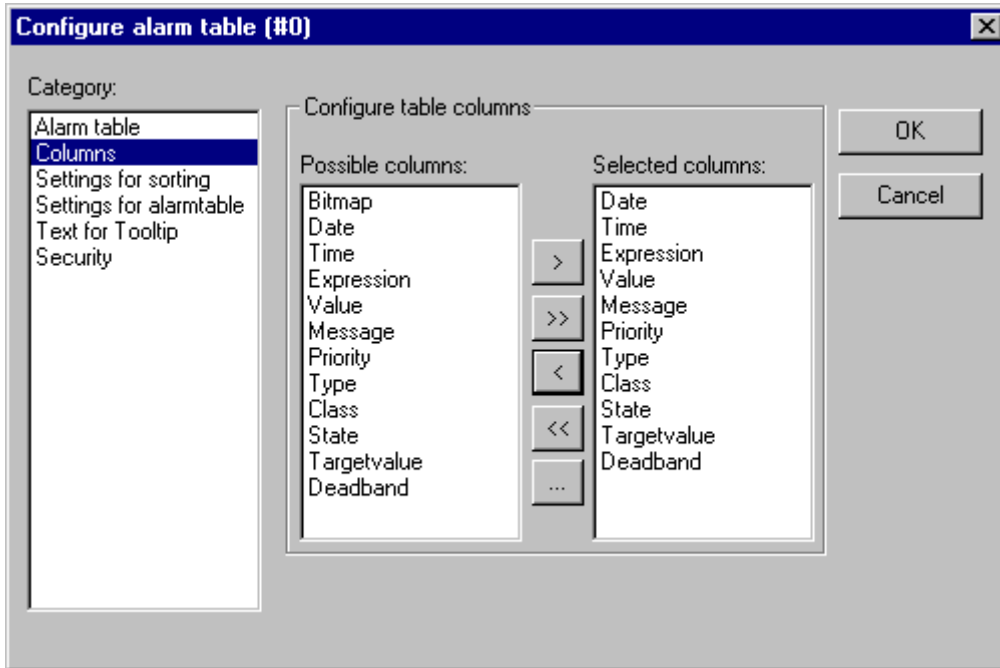 Configure alarm table (#0)
Category:
Alarm table
Columns
Settings for sorting
Settings for alarmtable
Text for Tooltip
Security
Configure table columns
Possible columns:
Bitmap
Date
Time
Expression
Value
Message
Priority
Type
Class
State
Targetvalue
Deadband
>
>>
<
<<
...
Selected columns:
Date
Time
Expression
Value
Message
Priority
Type
Class
State
Targetvalue
Deadband
OK
Cancel